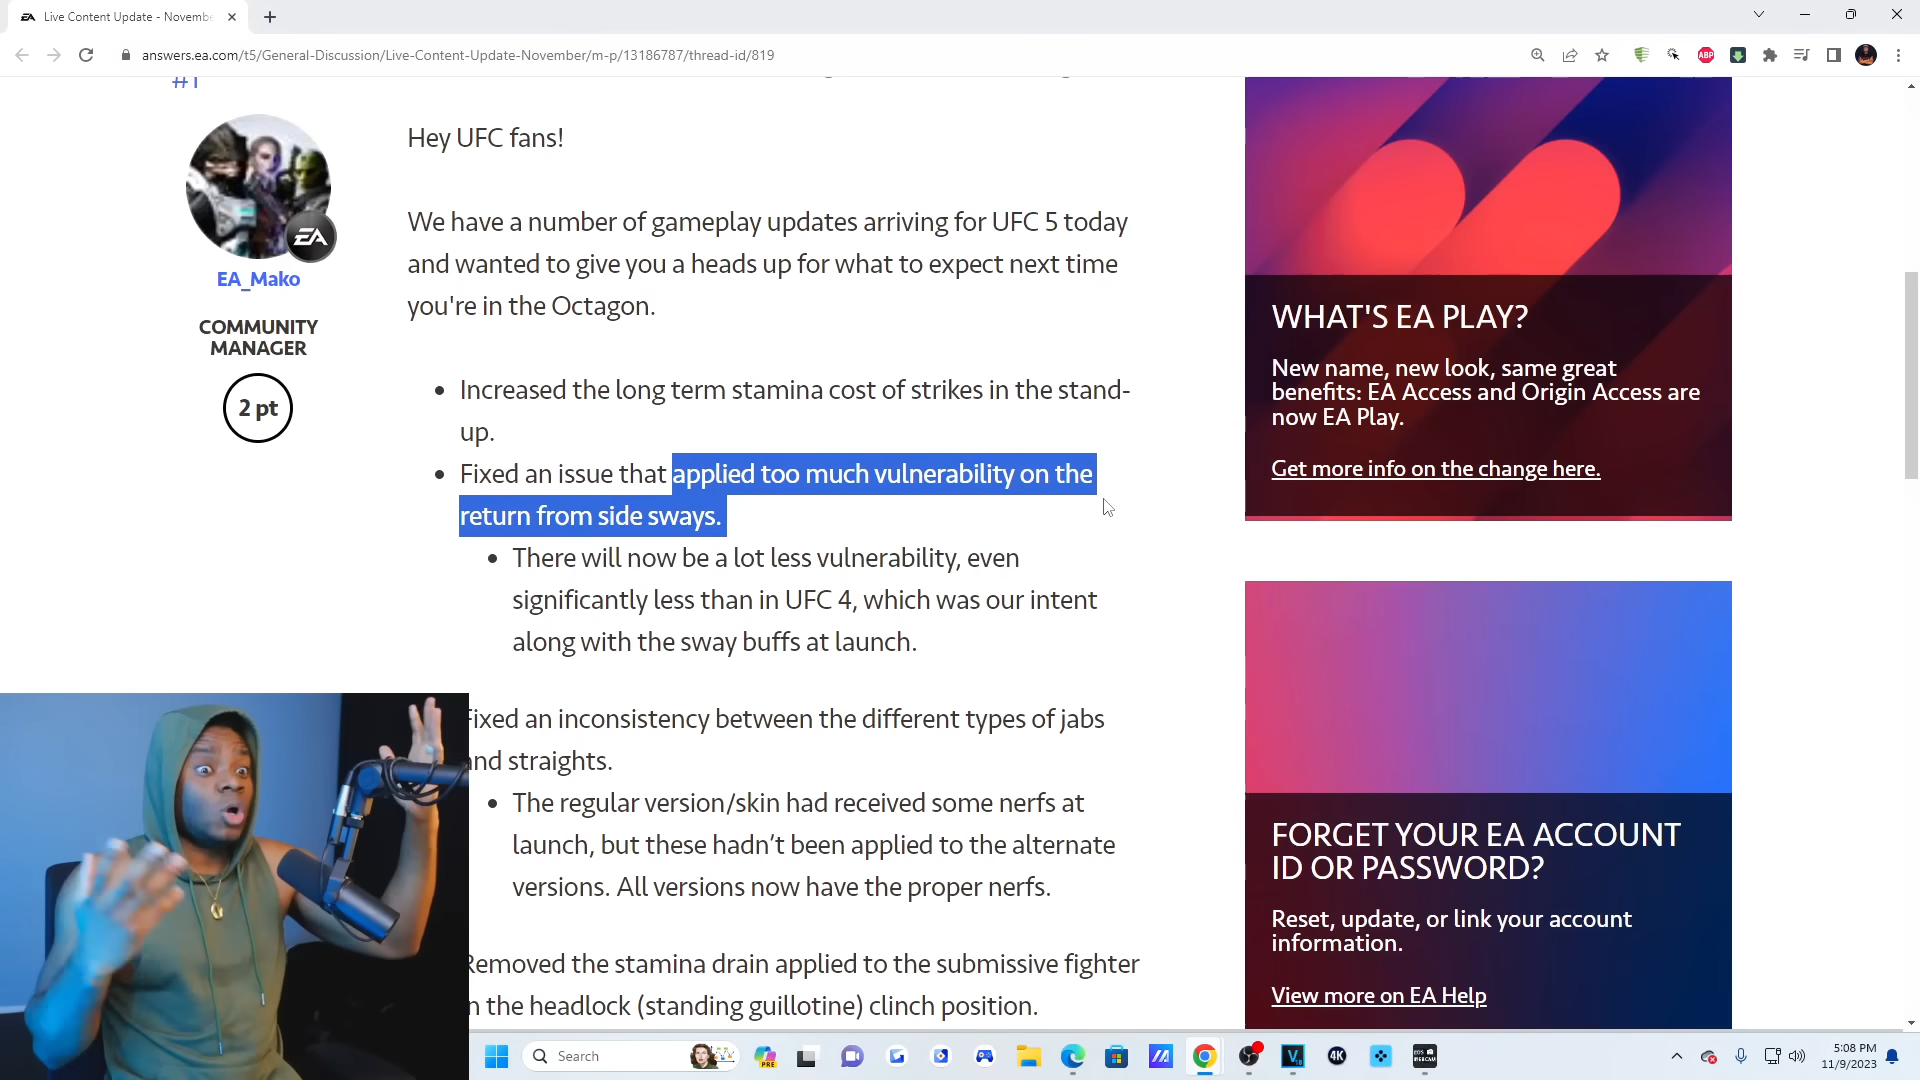 Live Content Update - Novembe
answers.ea.com/t5/General-Discussion/Live-Content-Update-November/m-p/13186787/thread-id/819
ABP
#1
EA
EA_Mako
COMMUNITY
MANAGER
2 pt
Hey UFC fans!
We have a number of gameplay updates arriving for UFC 5 today
and wanted to give you a heads up for what to expect next time
you're in the Octagon.
• Increased the long term stamina cost of strikes in the stand-
up.
• Fixed an issue that applied too much vulnerability on the
return from side sways.
• There will now be a lot less vulnerability, even
significantly less than in UFC 4, which was our intent
along with the sway buffs at launch.
Fixed an inconsistency between the different types of jabs
and straights.
• The regular version/skin had received some nerfs at
launch, but these hadn't been applied to the alternate
versions. All versions now have the proper nerfs.
Removed the stamina drain applied to the submissive fighter
in the headlock (standing guillotine) clinch position.
WHAT'S EA PLAY?
New name, new look, same great
benefits: EA Access and Origin Access are
now EA Play.
Get more info on the change here.
FORGET YOUR EA ACCOUNT
ID OR PASSWORD?
Reset, update, or link your account
information.
View more on EA Help
Search
PRE
4K
5:08 PM
11/9/2023